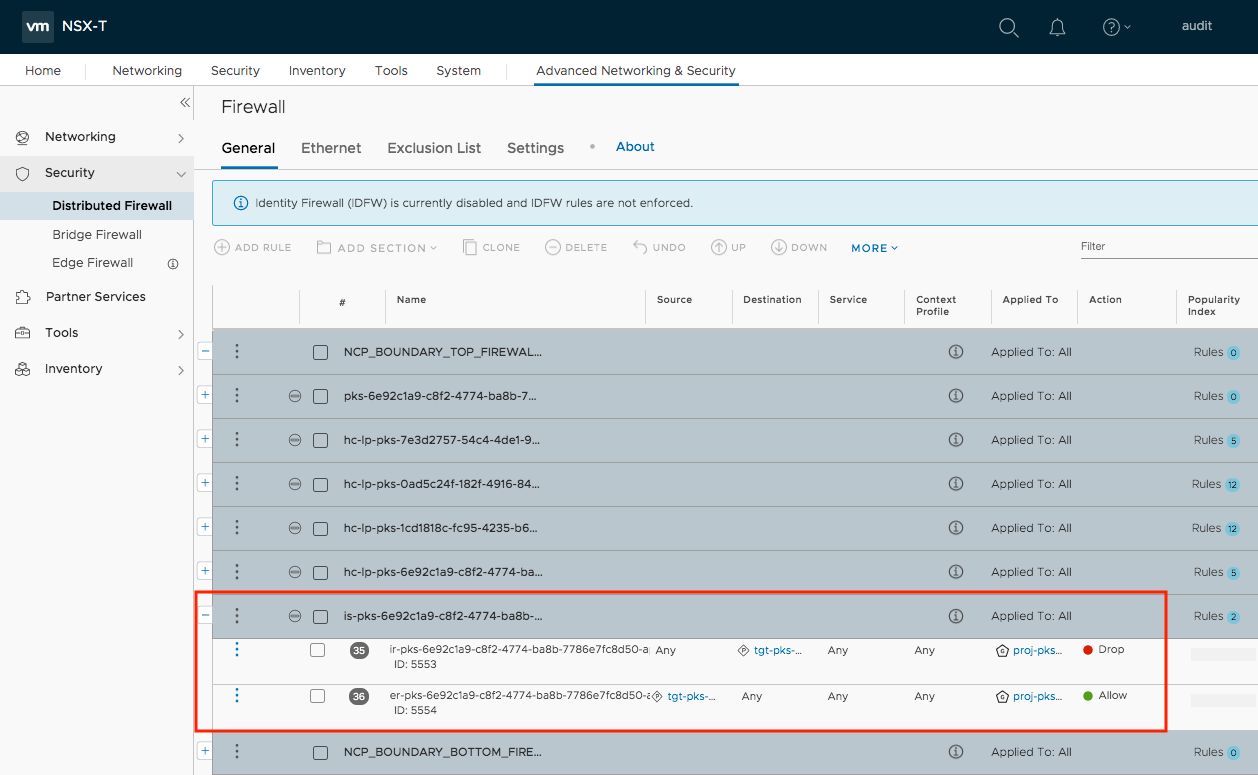 vm NSX-T audit
Home Networking Security Inventory Tools System Advanced Networking & Security
Networking
Security
Distributed Firewall
Bridge Firewall
Edge Firewall
Partner Services
Tools
Inventory
Firewall
General Ethernet Exclusion List Settings • About
Identity Firewall (IDFW) is currently disabled and IDFW rules are not enforced.
ADD RULE ADD SECTION CLONE DELETE UNDO UP DOWN MORE Filter
# Name Source Destination Service Context Profile Applied To Action Popularity Index
NCP_BOUNDARY_TOP_FIREWAL... Applied To: All Rules 0
pks-6e92c1a9-c8f2-4774-ba8b-7... Applied To: All Rules 0
hc-lp-pks-7e3d2757-54c4-4de1-9... Applied To: All Rules 5
hc-lp-pks-0ad5c24f-182f-4916-84... Applied To: All Rules 12
hc-lp-pks-1cd1818c-fc95-4235-b6... Applied To: All Rules 12
hc-lp-pks-6e92c1a9-c8f2-4774-ba... Applied To: All Rules 5
is-pks-6e92c1a9-c8f2-4774-ba8b-... Applied To: All Rules 2
35 ir-pks-6e92c1a9-c8f2-4774-ba8b-7786e7fc8d50-a Any tgt-pks-... Any Any proj-pks... Drop
ID: 5553
36 er-pks-6e92c1a9-c8f2-4774-ba8b-7786e7fc8d50-a tgt-pks-... Any Any Any proj-pks... Allow
ID: 5554
NCP_BOUNDARY_BOTTOM_FIRE... Applied To: All Rules 0